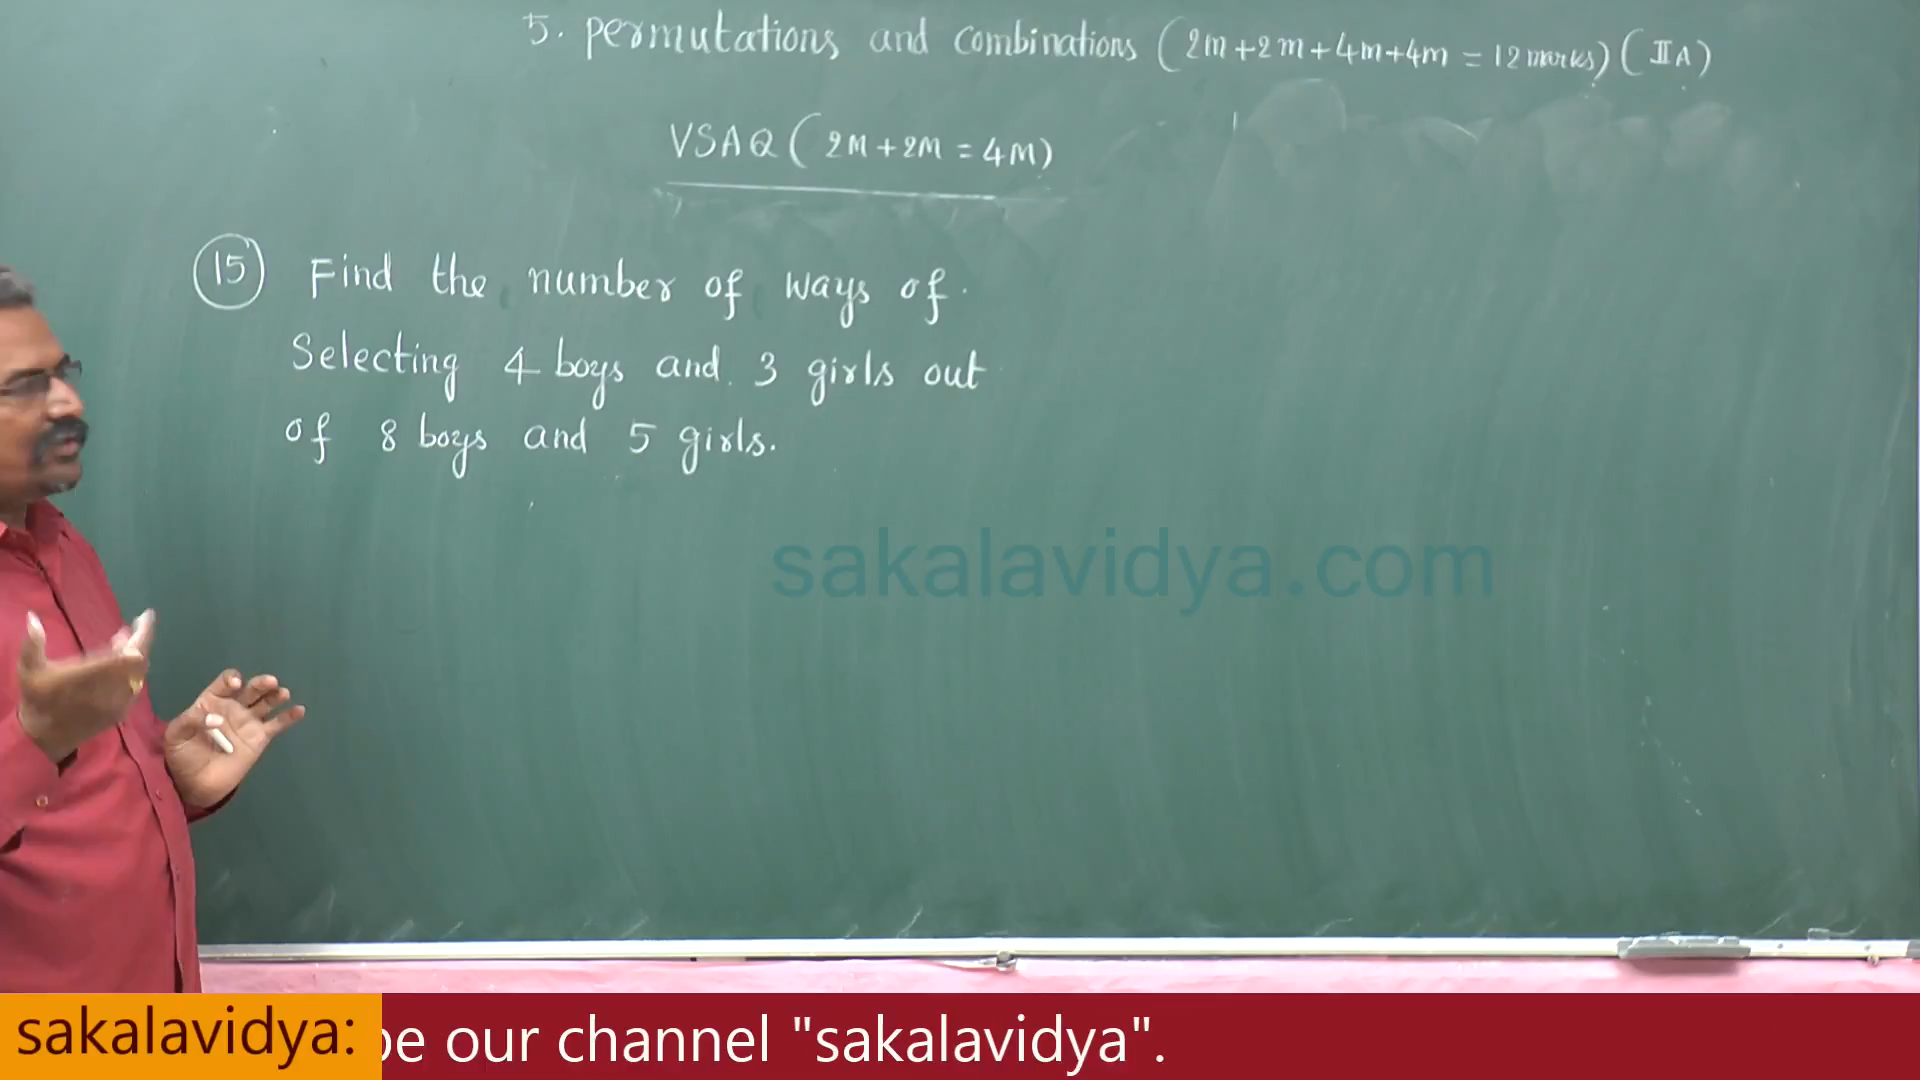 5. permutations and combinations (2m+2m+4m+4m = 12 marks) (IIA)
VSAQ (2M+2M = 4M)
15 Find the number of ways of
Selecting 4 boys and 3 girls out
of 8 boys and 5 girls.
sakalavidya.com
sakalavidya: be our channel "sakalavidya".